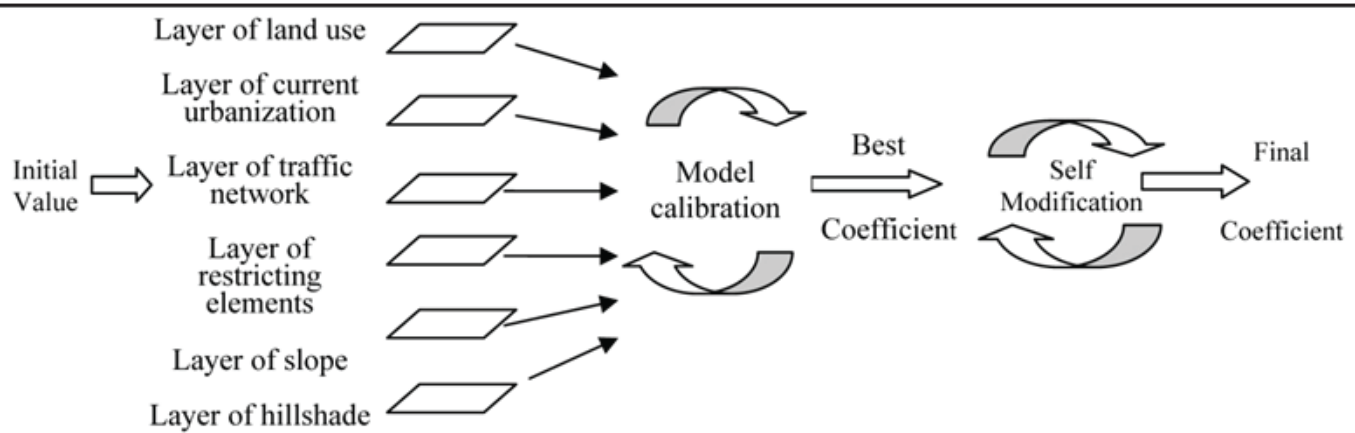 Layer of land use
Layer of current
urbanization
Layer of traffic
network
Layer of
restricting
elements
Layer of slope
Layer of hillshade
Initial
Value
Model
calibration
Best
Coefficient
Self
Modification
Final
Coefficient